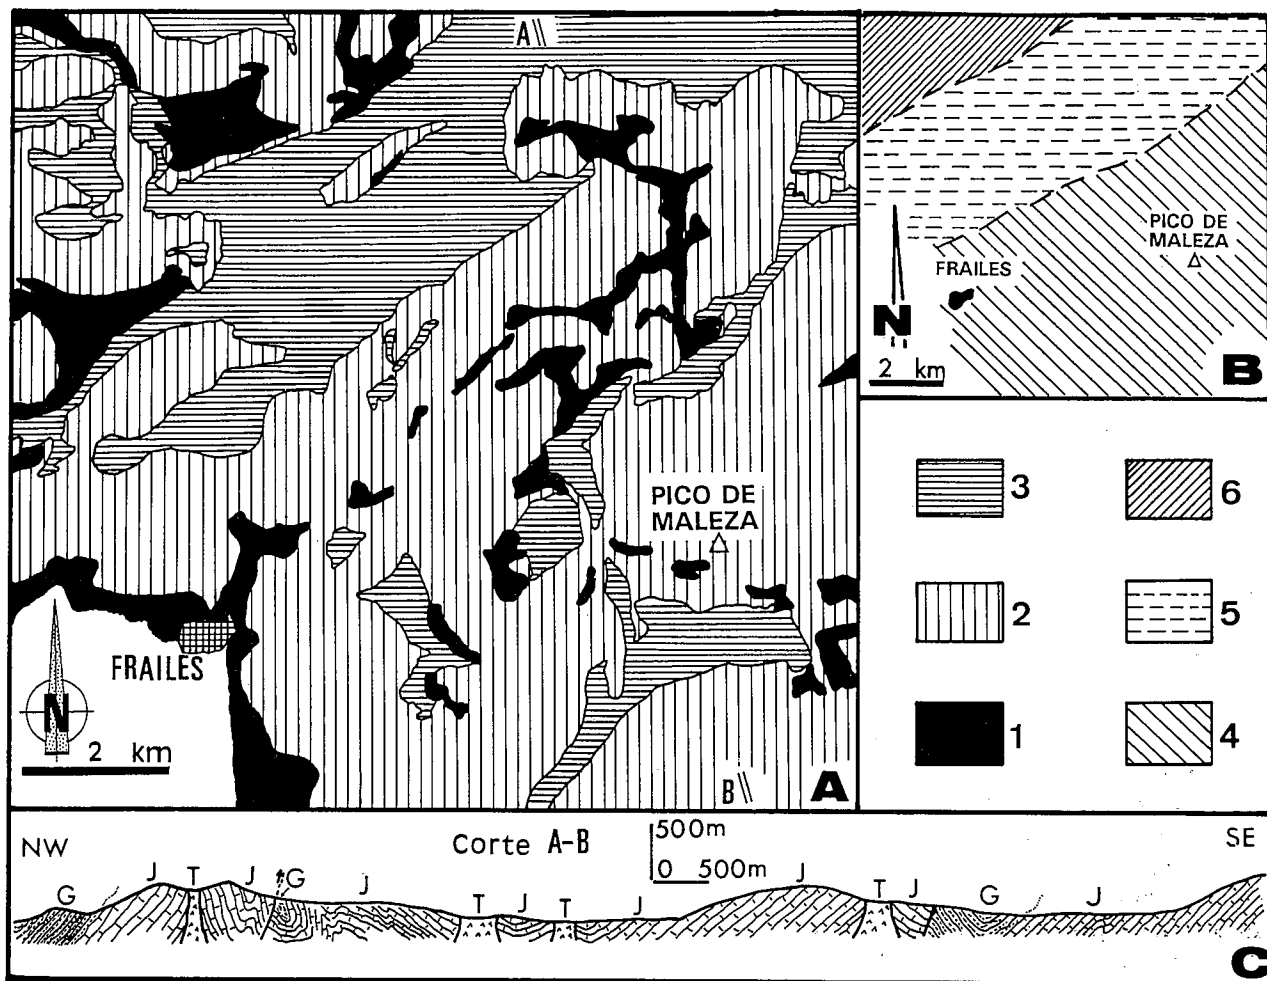 A
PICO DE
MALEZA
FRAILES
N
2 km
B
A
PICO DE
MALEZA
FRAILES
N
2 km
B
3
6
2
5
1
4
NW
Corte A-B
500m
0 500m
SE
G
J
T
J
G
J
T
J
T
J
J
T
J
G
J
C